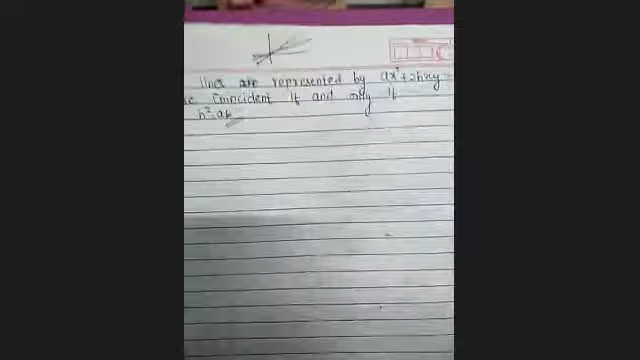 lines are represented by ax²+2hxy
coincident if and only if
h²=ab